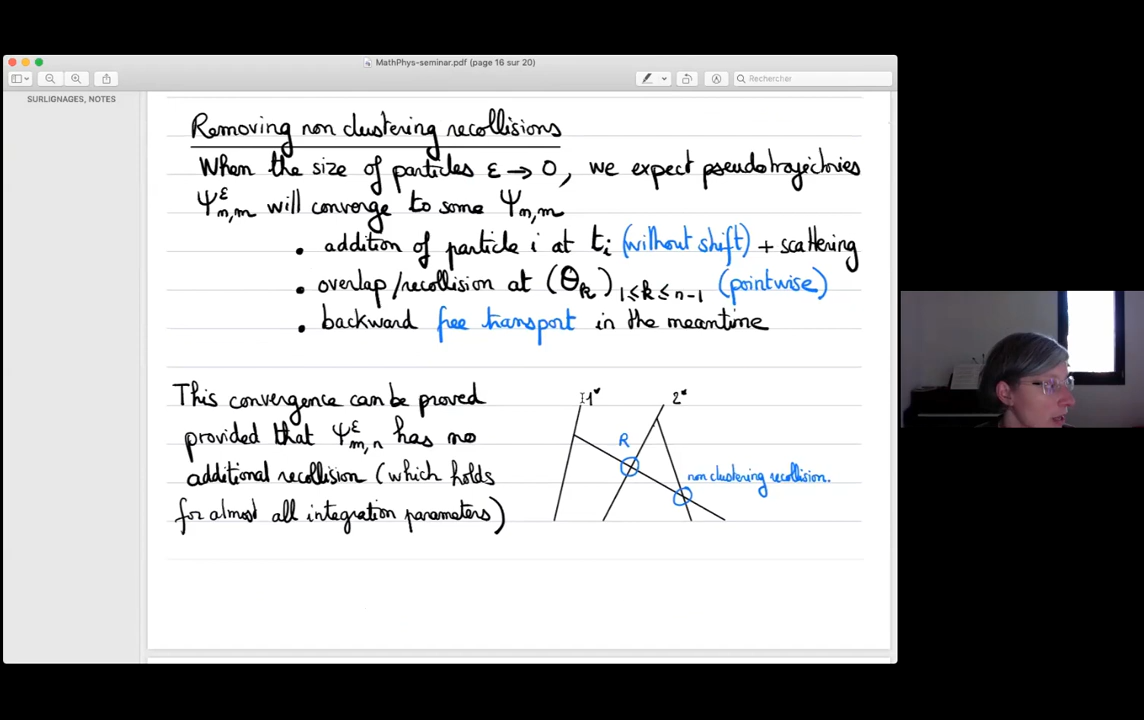 MathPhys-seminar.pdf (page 16 sur 20)
Rechercher
SURLIGNAGES, NOTES
Removing non clustering recollisions
When the size of particles ε → 0, we expect pseudotrajectories
Ψ^ε_{n,m} will converge to some Ψ_{n,m}
• addition of particle i at t_i (without shift) + scattering
• overlap/recollision at (Θ_k)_{1≤k≤n-1} (pointwise)
• backward free transport in the meantime
This convergence can be proved
provided that Ψ^ε_{m,n} has no
additional recollision (which holds
for almost all integration parameters)
1*
2*
R
non clustering recollision.